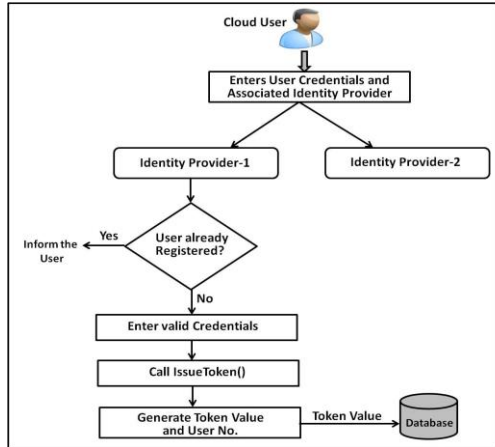 Cloud User
Enters User Credentials and
Associated Identity Provider
Identity Provider-1
Identity Provider-2
User already
Registered?
Yes
Inform the
User
No
Enter valid Credentials
Call IssueToken()
Generate Token Value
and User No.
Token Value
Database